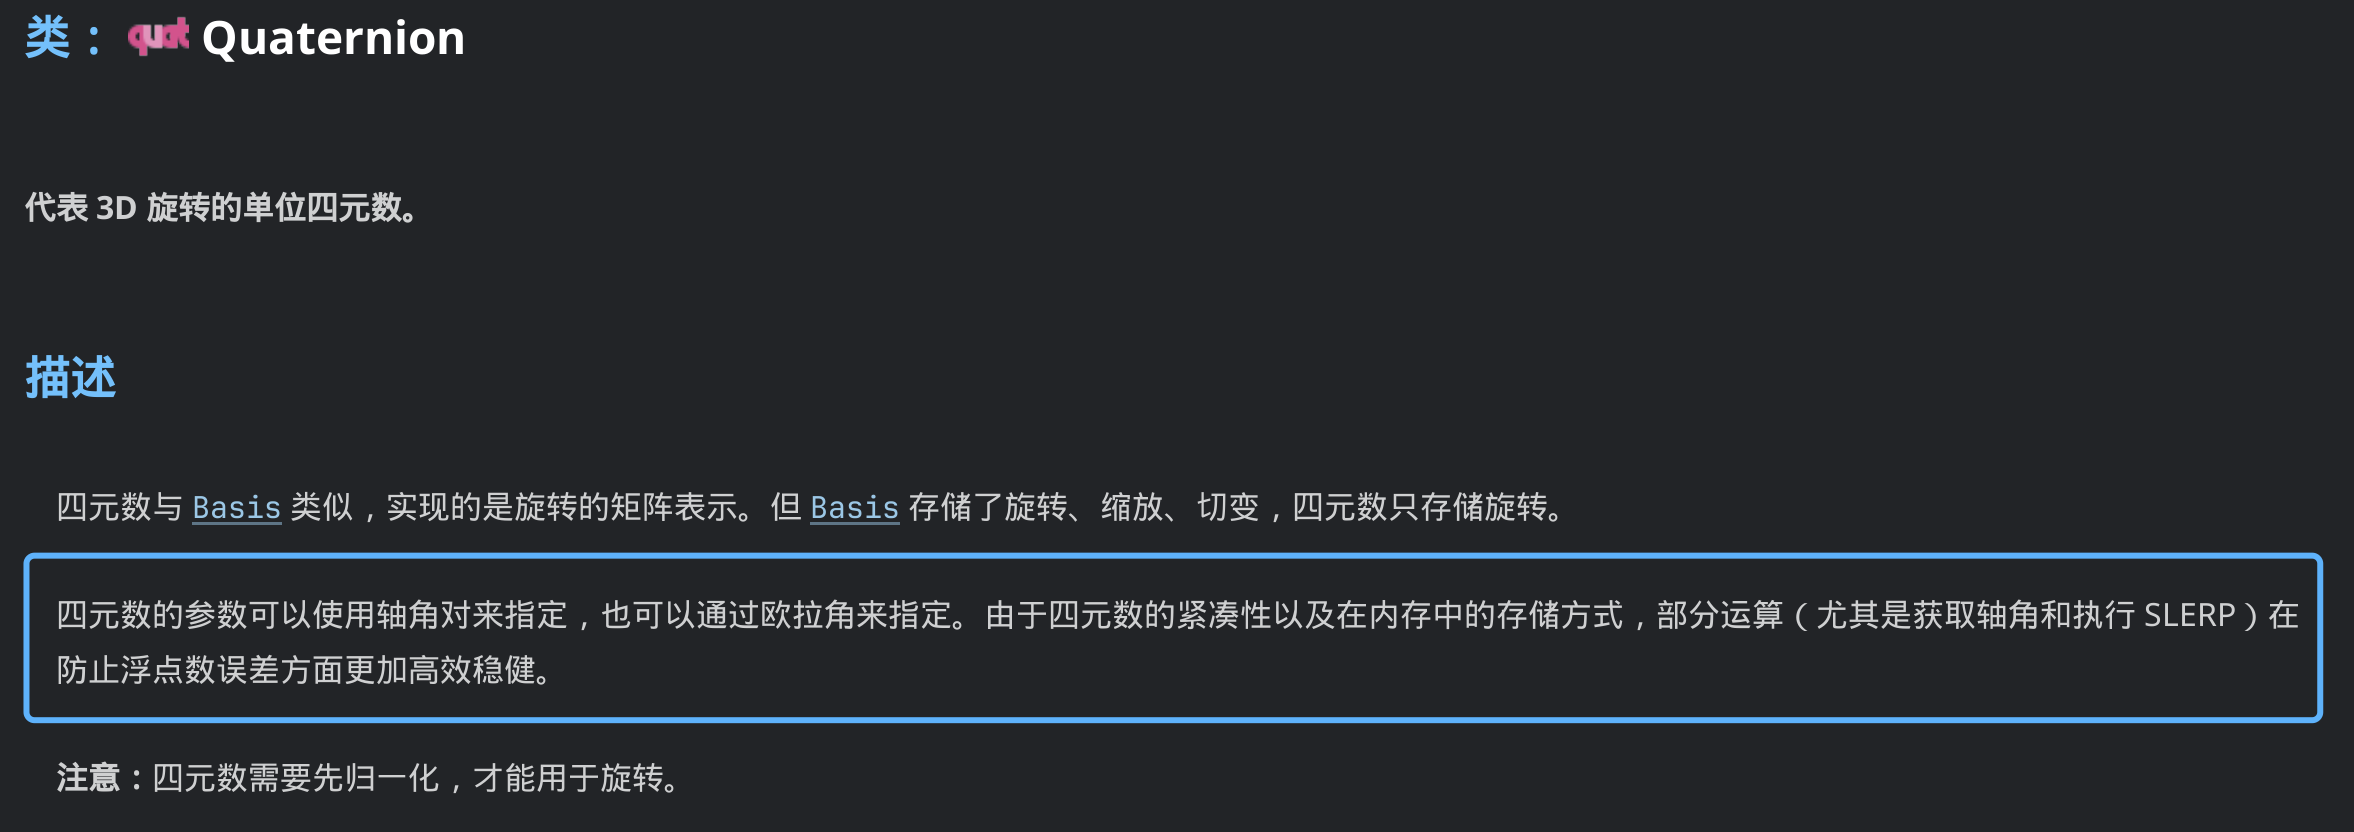 类： quat Quaternion
代表 3D 旋转的单位四元数。
描述
四元数与 Basis 类似，实现的是旋转的矩阵表示。但 Basis 存储了旋转、缩放、切变，四元数只存储旋转。
四元数的参数可以使用轴角对来指定，也可以通过欧拉角来指定。由于四元数的紧凑性以及在内存中的存储方式，部分运算（尤其是获取轴角和执行 SLERP）在
防止浮点数误差方面更加高效稳健。
注意：四元数需要先归一化，才能用于旋转。